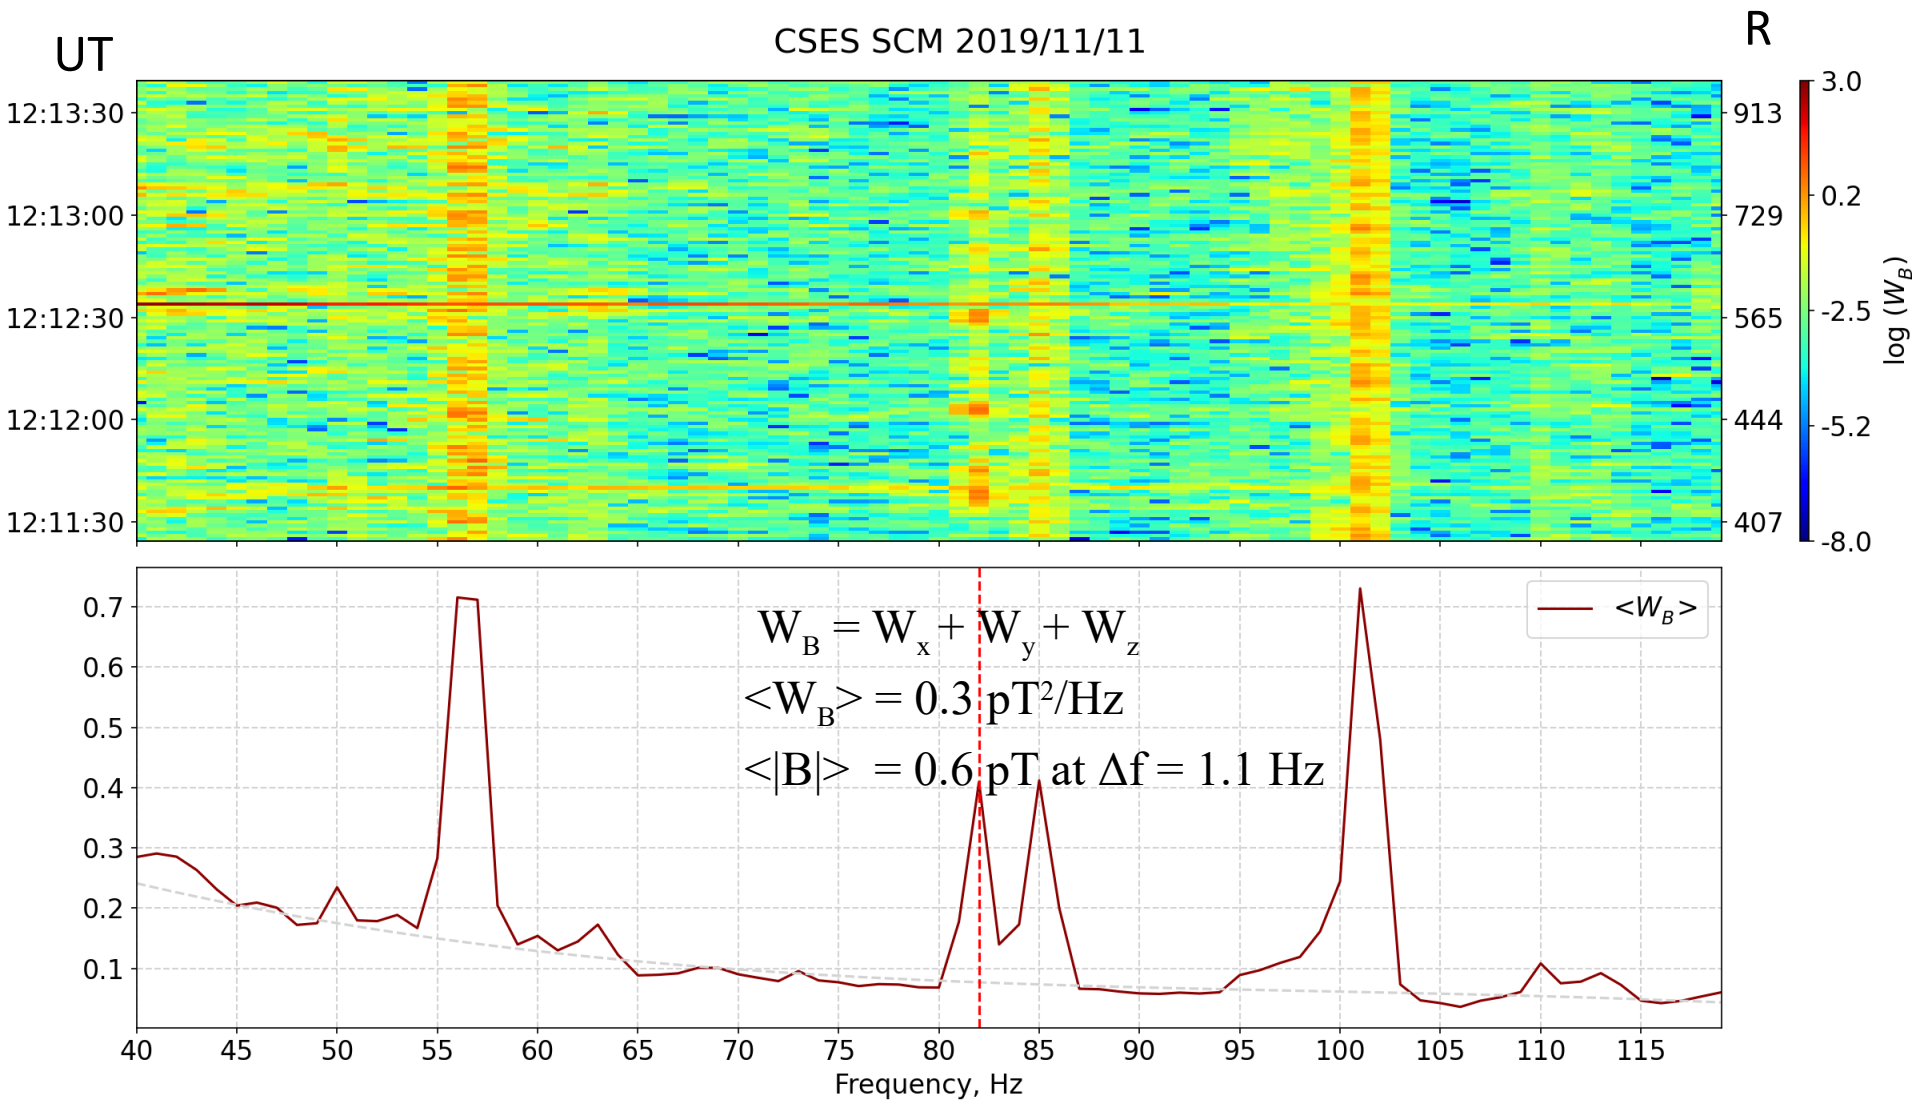 CSES SCM 2019/11/11
UT
R
12:13:30
12:13:00
12:12:30
12:12:00
12:11:30
913
729
565
444
407
3.0
0.2
-2.5
-5.2
-8.0
log (W_B)
0.7
0.6
0.5
0.4
0.3
0.2
0.1
W_B = W_x + W_y + W_z
<W_B> = 0.3 pT²/Hz
<|B|> = 0.6 pT at Δf = 1.1 Hz
<W_B>
40 45 50 55 60 65 70 75 80 85 90 95 100 105 110 115
Frequency, Hz